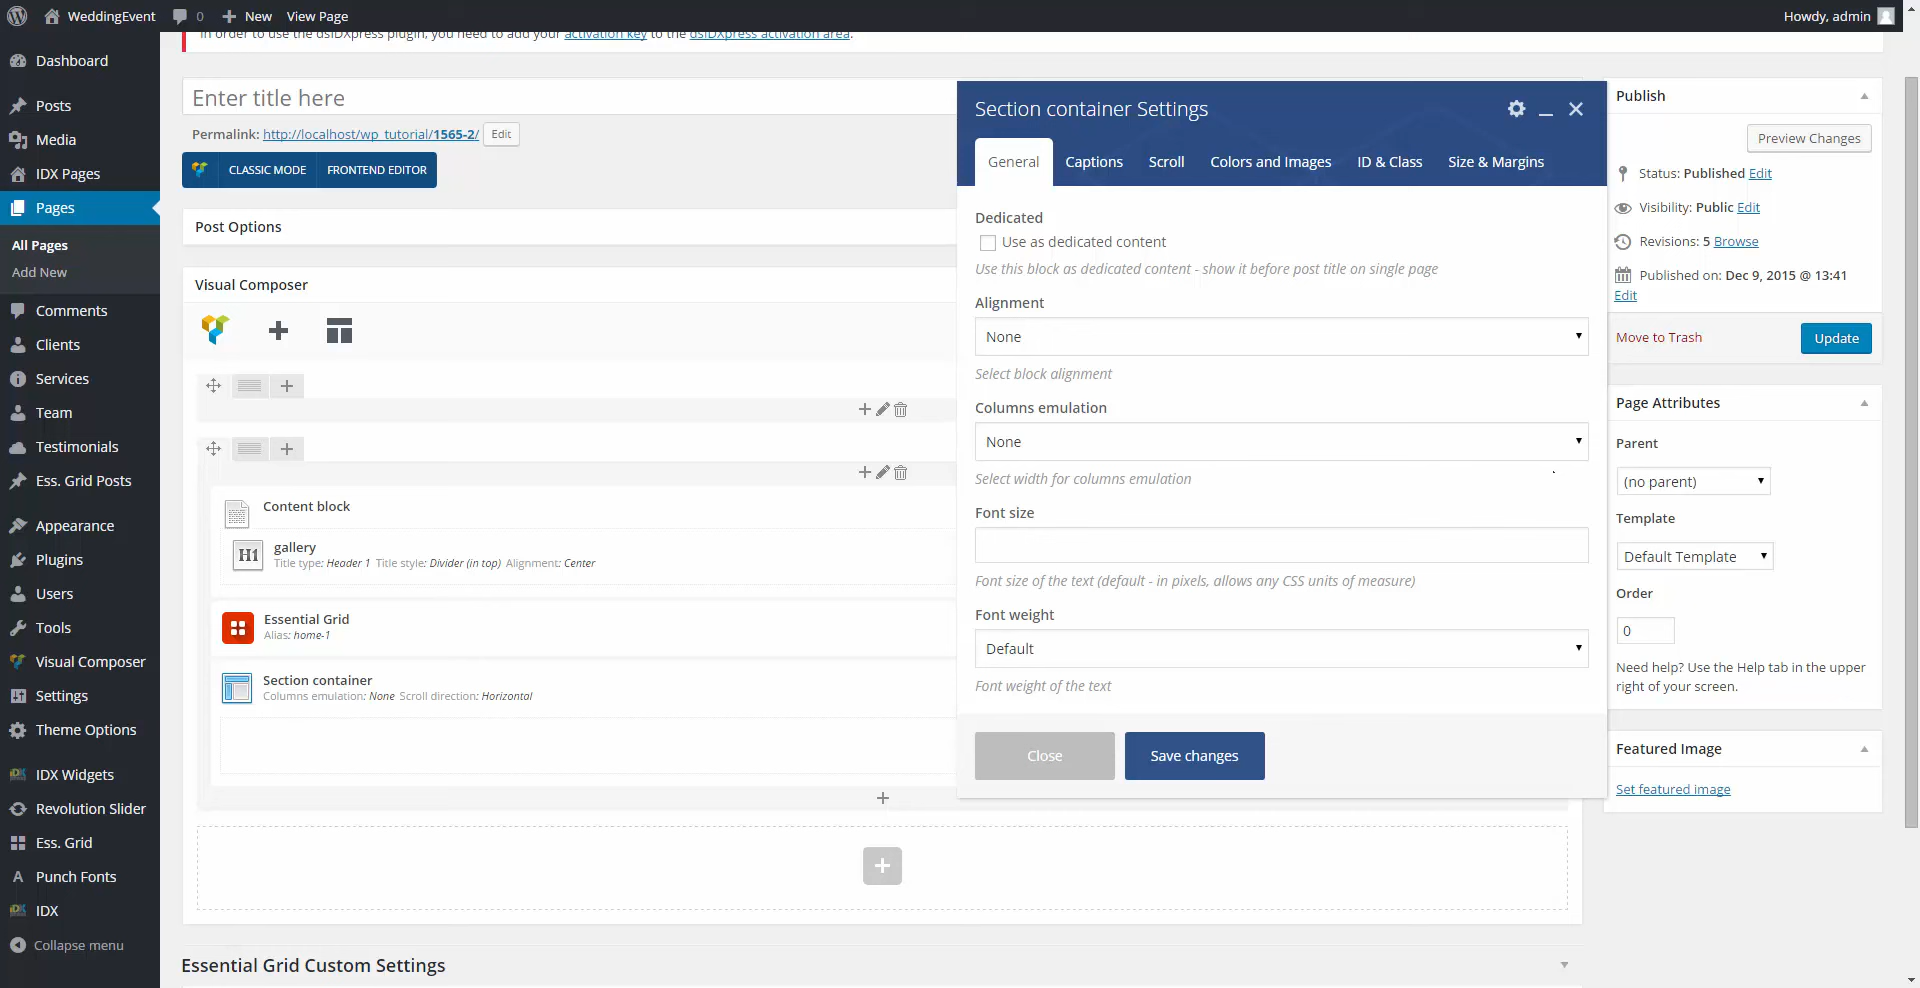 WeddingEvent
0
New
View Page
Howdy, admin
Dashboard
Posts
Media
IDX Pages
Pages
All Pages
Add New
Comments
Clients
Services
Team
Testimonials
Ess. Grid Posts
Appearance
Plugins
Users
Tools
Visual Composer
Settings
Theme Options
IDX Widgets
Revolution Slider
Ess. Grid
Punch Fonts
IDX
Collapse menu
In order to use the dsIDXpress plugin, you need to add your activation key to the dsIDXpress activation area.
Enter title here
Permalink: http://localhost/wp_tutorial/1565-2/ Edit
CLASSIC MODE
FRONTEND EDITOR
Post Options
Visual Composer
Content block
H1
gallery
Title type: Header 1 Title style: Divider (in top) Alignment: Center
Essential Grid
Alias: home-1
Section container
Columns emulation: None Scroll direction: Horizontal
Essential Grid Custom Settings
Section container Settings
General
Captions
Scroll
Colors and Images
ID & Class
Size & Margins
Dedicated
Use as dedicated content
Use this block as dedicated content - show it before post title on single page
Alignment
None
Select block alignment
Columns emulation
None
Select width for columns emulation
Font size
Font size of the text (default - in pixels, allows any CSS units of measure)
Font weight
Default
Font weight of the text
Close
Save changes
Publish
Preview Changes
Status: Published Edit
Visibility: Public Edit
Revisions: 5 Browse
Published on: Dec 9, 2015 @ 13:41
Edit
Move to Trash
Update
Page Attributes
Parent
(no parent)
Template
Default Template
Order
0
Need help? Use the Help tab in the upper
right of your screen.
Featured Image
Set featured image